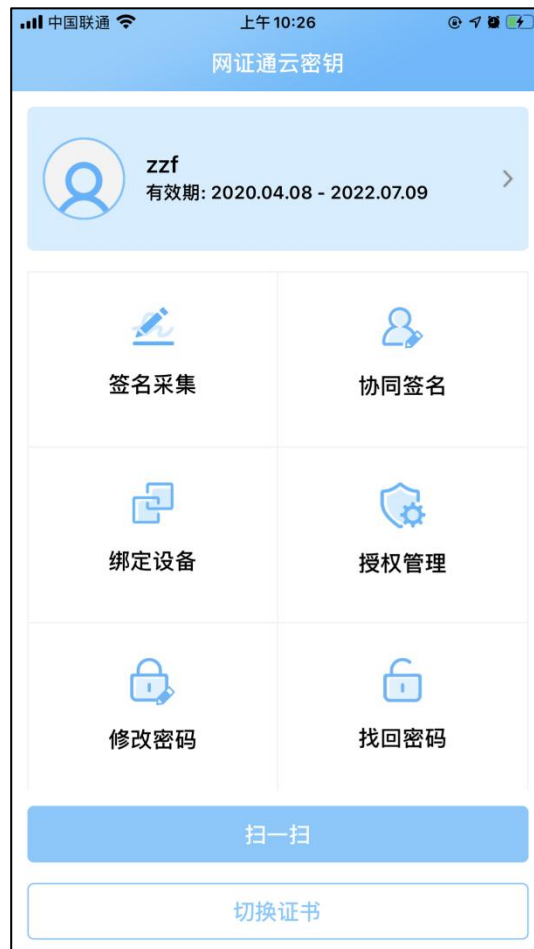 中国联通 上午10:26
网证通云密钥
zzf
有效期: 2020.04.08 - 2022.07.09
签名采集 协同签名
绑定设备 授权管理
修改密码 找回密码
扫一扫
切换证书